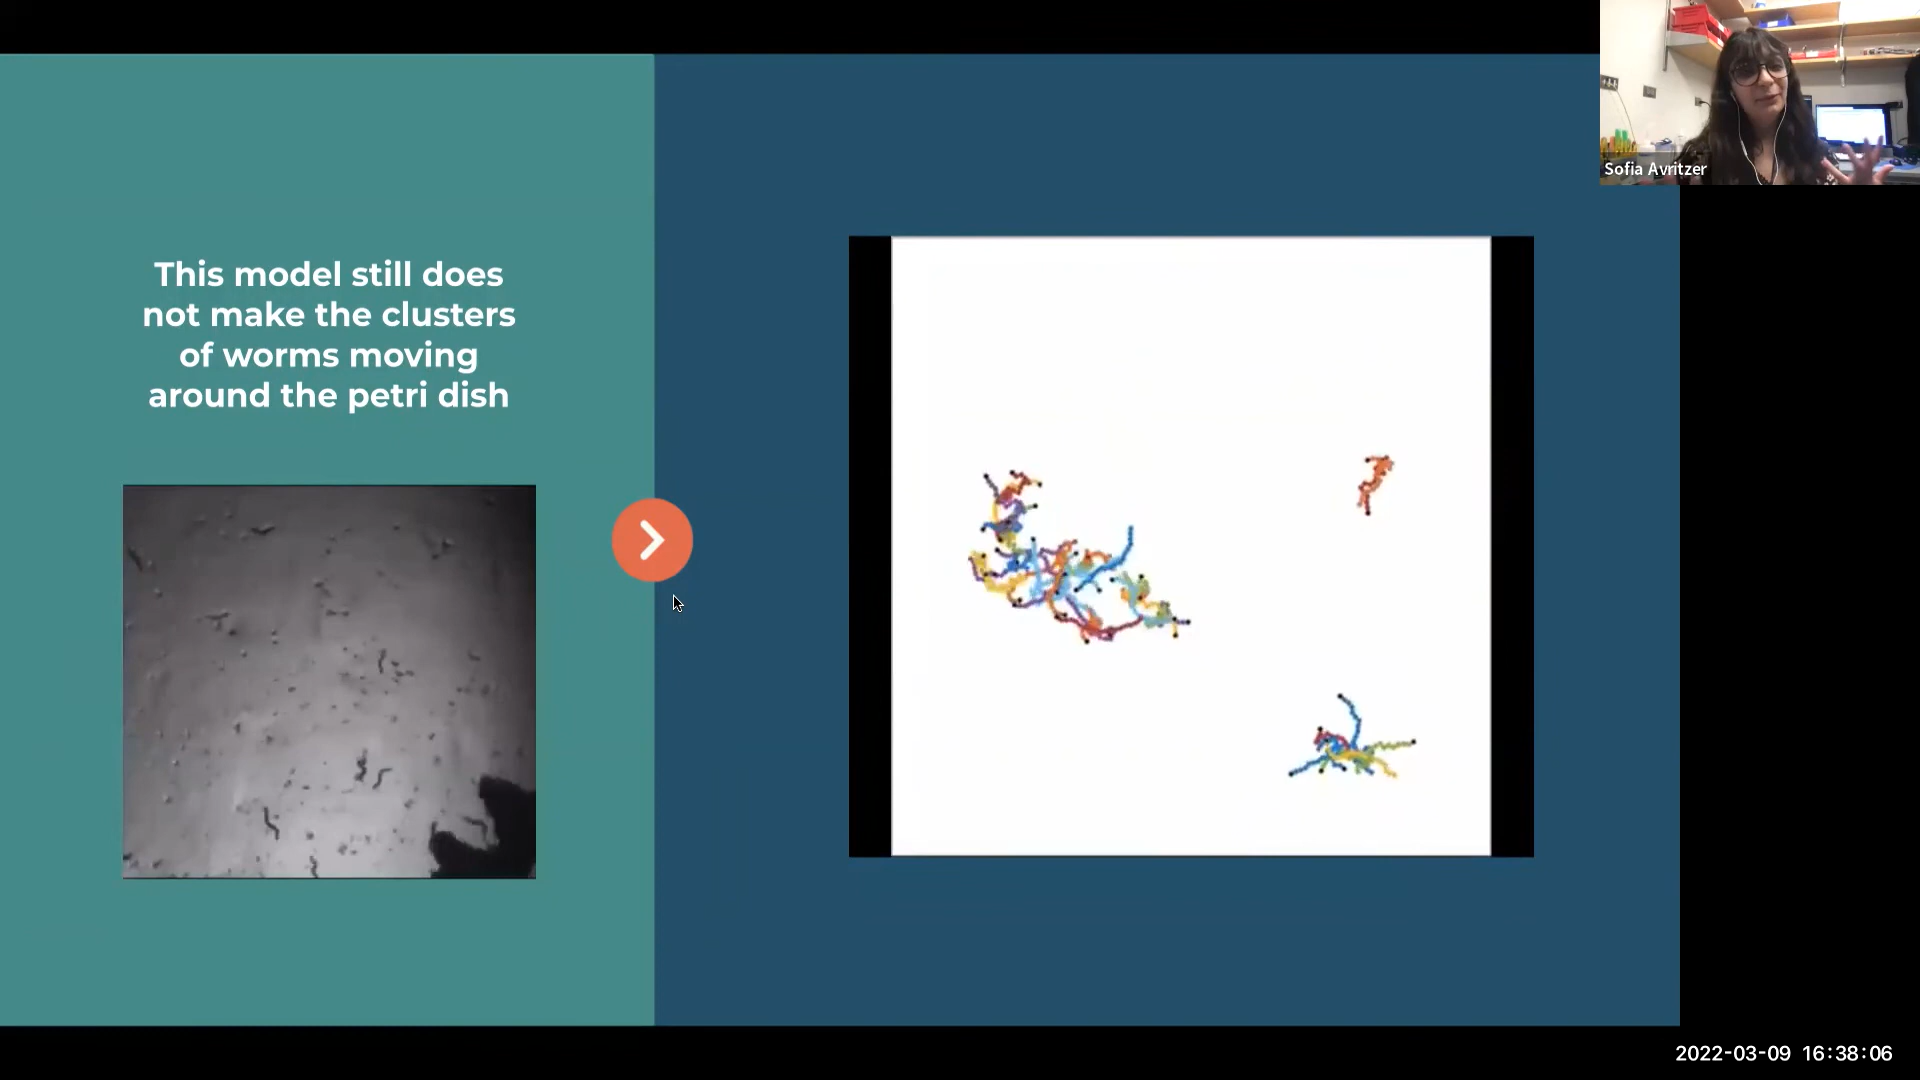 This model still does
not make the clusters
of worms moving
around the petri dish
Sofia Avritzer
2022-03-09 16:38:06